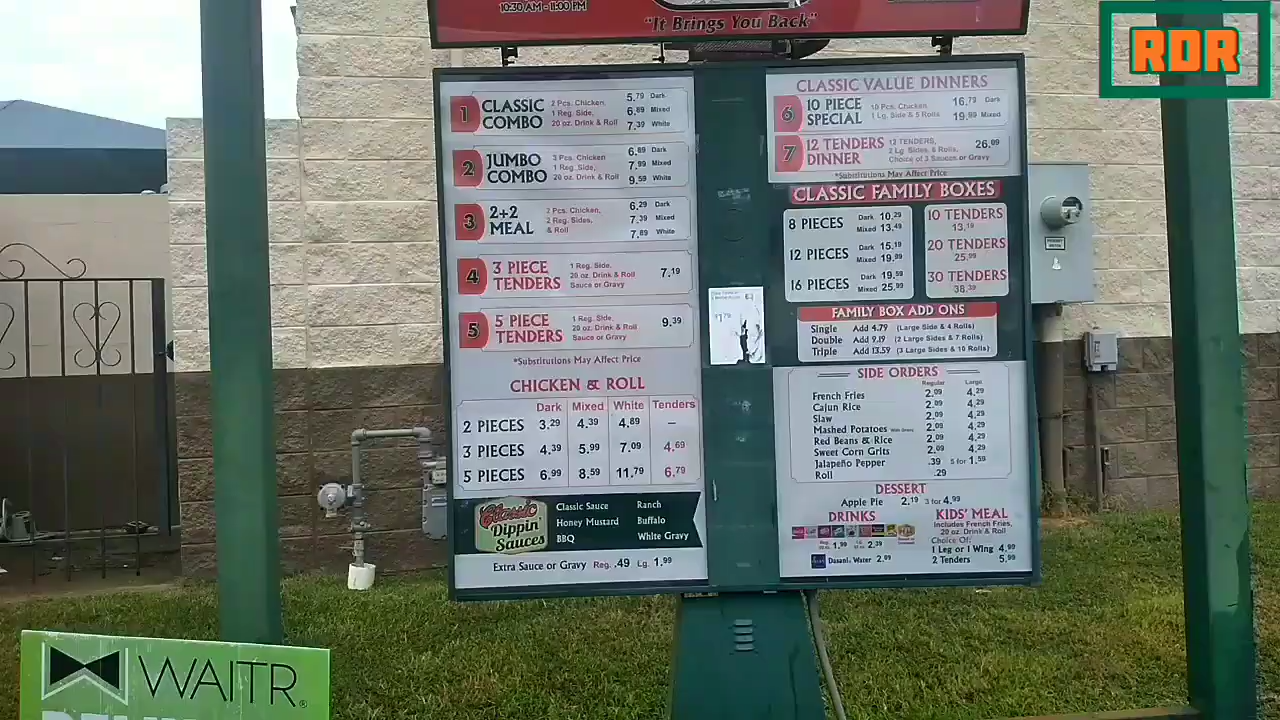 10:30 AM - 11:00 PM
"It Brings You Back"
RDR
1 CLASSIC COMBO
2 Pcs. Chicken,
1 Reg. Side,
20 oz. Drink & Roll
5.79 Dark
6.89 Mixed
7.39 White
2 JUMBO COMBO
3 Pcs. Chicken
1 Reg. Side,
20 oz. Drink & Roll
6.89 Dark
7.99 Mixed
9.59 White
3 2+2 MEAL
2 Pcs. Chicken,
2 Reg. Sides,
& Roll
6.29 Dark
7.39 Mixed
7.89 White
4 3 PIECE TENDERS
1 Reg. Side,
20 oz. Drink & Roll
Sauce or Gravy
7.19
5 5 PIECE TENDERS
1 Reg. Side,
20 oz. Drink & Roll
Sauce or Gravy
9.39
*Substitutions May Affect Price
CHICKEN & ROLL
Dark Mixed White Tenders
2 PIECES 3.29 4.39 4.89 –
3 PIECES 4.39 5.99 7.09 4.69
5 PIECES 6.99 8.59 11.79 6.79
Classic Dippin' Sauces
Classic Sauce Ranch
Honey Mustard Buffalo
BBQ White Gravy
Extra Sauce or Gravy Reg. .49 Lg. 1.99
CLASSIC VALUE DINNERS
6 10 PIECE SPECIAL
10 Pcs. Chicken
1 Lg. Side & 5 Rolls
16.79 Dark
19.89 Mixed
7 12 TENDERS DINNER
12 TENDERS,
2 Lg. Sides, 6 Rolls,
Choice of 3 Sauces or Gravy
26.09
*Substitutions May Affect Price
CLASSIC FAMILY BOXES
8 PIECES Dark 10.29 Mixed 13.49
12 PIECES Dark 15.19 Mixed 19.89
16 PIECES Dark 19.59 Mixed 25.99
10 TENDERS 13.19
20 TENDERS 25.99
30 TENDERS 38.39
FAMILY BOX ADD ONS
Single Add 4.79 (Large Side & 4 Rolls)
Double Add 9.19 (2 Large Sides & 7 Rolls)
Triple Add 13.59 (3 Large Sides & 10 Rolls)
SIDE ORDERS
Regular Large
French Fries 2.09 4.29
Cajun Rice 2.09 4.29
Slaw 2.09 4.29
Mashed Potatoes With Gravy 2.09 4.29
Red Beans & Rice 2.09 4.29
Sweet Corn Grits 2.09 4.29
Jalapeño Pepper .39 5 for 1.59
Roll .29
DESSERT
Apple Pie 2.19 3 for 4.99
DRINKS
Reg. 1.99 Lg. 2.39
Dasani Water 2.09
KIDS' MEAL
Includes French Fries,
20 oz. Drink & Roll
Choice Of:
1 Leg or 1 Wing 4.99
2 Tenders 5.99
WAITR